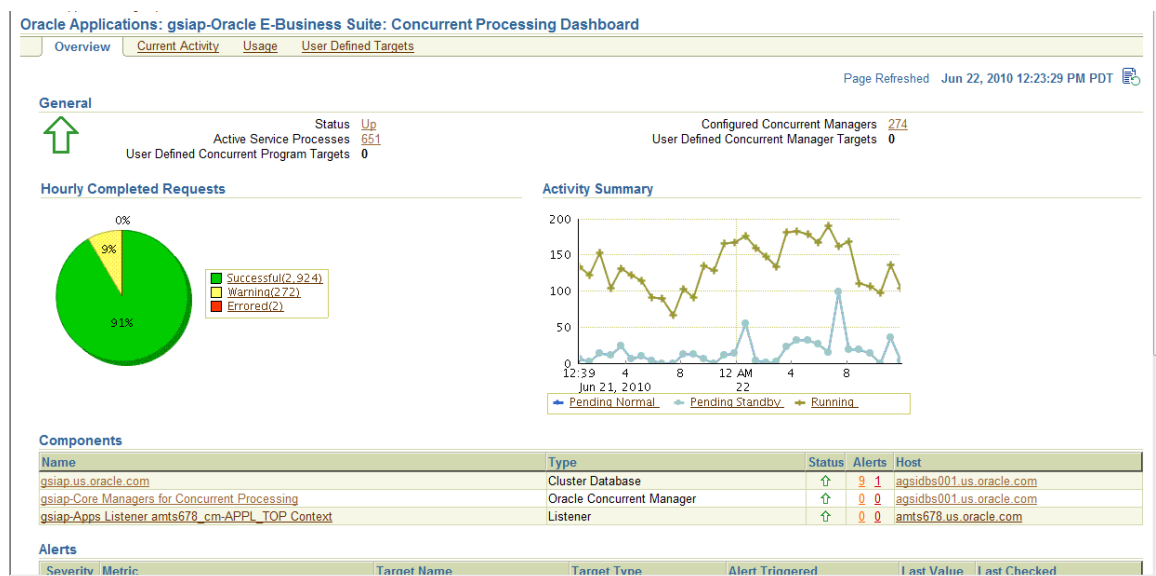 Oracle Applications: gsiap-Oracle E-Business Suite: Concurrent Processing Dashboard
Overview Current Activity Usage User Defined Targets
Page Refreshed Jun 22, 2010 12:23:29 PM PDT
General
Status Up Configured Concurrent Managers 274
Active Service Processes 651 User Defined Concurrent Manager Targets 0
User Defined Concurrent Program Targets 0
Hourly Completed Requests
0%
9%
91%
Successful(2,924)
Warning(272)
Errored(2)
Activity Summary
200
150
100
50
0
12:39 4 8 12 AM 4 8
Jun 21, 2010 22
Pending Normal Pending Standby Running
Components
Name Type Status Alerts Host
gsiap.us.oracle.com Cluster Database 9 1 agsidbs001.us.oracle.com
gsiap-Core Managers for Concurrent Processing Oracle Concurrent Manager 0 0 agsidbs001.us.oracle.com
gsiap-Apps Listener amts678_cm-APPL_TOP Context Listener 0 0 amts678.us.oracle.com
Alerts
Severity Metric Target Name Target Type Alert Triggered Last Value Last Checked